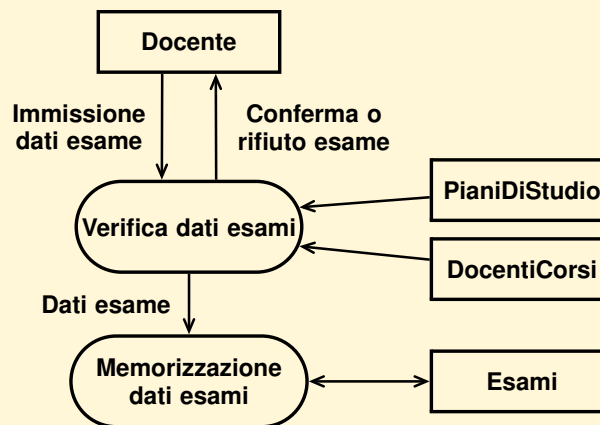 Docente
Immissione
dati esame
Conferma o
rifiuto esame
PianiDiStudio
Verifica dati esami
DocentiCorsi
Dati esame
Memorizzazione
dati esami
Esami